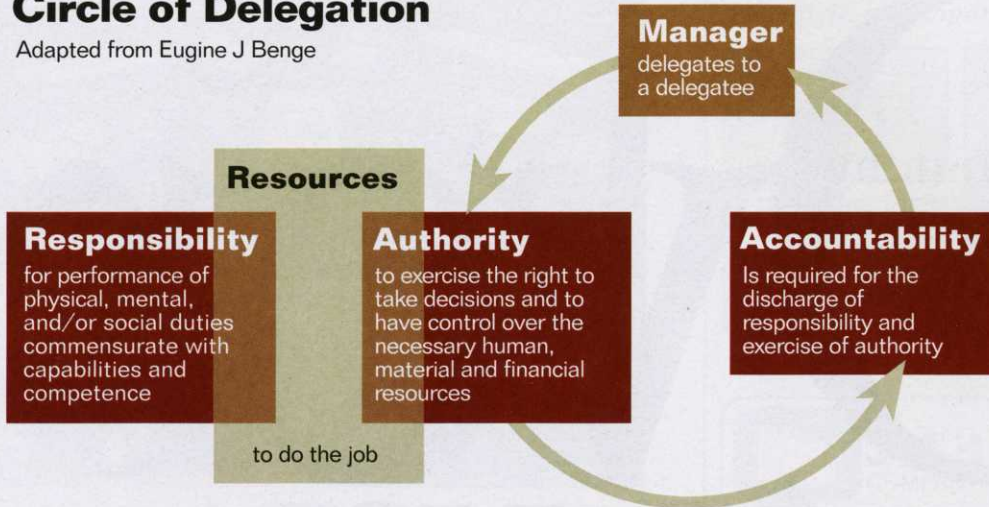 Circle of Delegation
Adapted from Eugine J Benge
Manager
delegates to
a delegatee
Resources
Responsibility
for performance of
physical, mental,
and/or social duties
commensurate with
capabilities and
competence
Authority
to exercise the right to
take decisions and to
have control over the
necessary human,
material and financial
resources
Accountability
Is required for the
discharge of
responsibility and
exercise of authority
to do the job